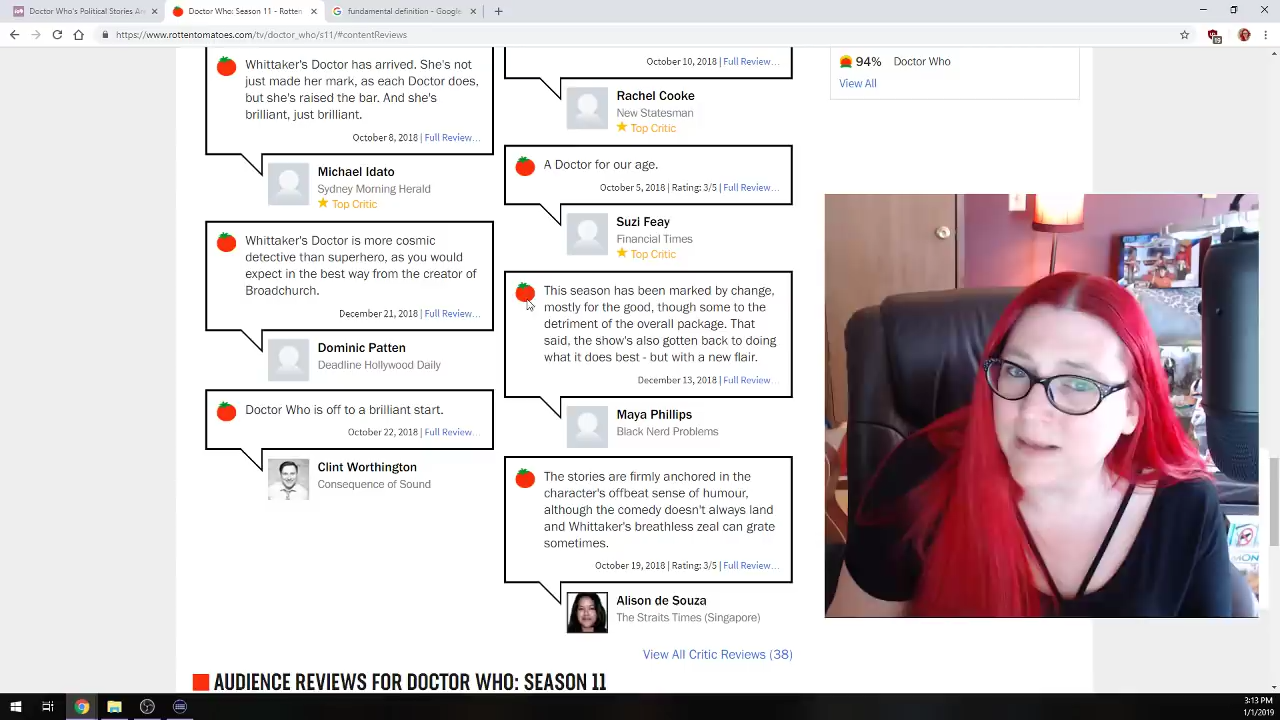 Doctor Who's Political Stories Are
Doctor Who: Season 11 - Rotten
fundamental definition - Google
https://www.rottentomatoes.com/tv/doctor_who/s11/#contentReviews
Whittaker's Doctor has arrived. She's not
just made her mark, as each Doctor does,
but she's raised the bar. And she's
brilliant, just brilliant.
October 8, 2018 | Full Review…
Michael Idato
Sydney Morning Herald
Top Critic
Whittaker's Doctor is more cosmic
detective than superhero, as you would
expect in the best way from the creator of
Broadchurch.
December 21, 2018 | Full Review…
Dominic Patten
Deadline Hollywood Daily
Doctor Who is off to a brilliant start.
October 22, 2018 | Full Review…
Clint Worthington
Consequence of Sound
October 10, 2018 | Full Review…
Rachel Cooke
New Statesman
Top Critic
A Doctor for our age.
October 5, 2018 | Rating: 3/5 | Full Review…
Suzi Feay
Financial Times
Top Critic
This season has been marked by change,
mostly for the good, though some to the
detriment of the overall package. That
said, the show's also gotten back to doing
what it does best - but with a new flair.
December 13, 2018 | Full Review…
Maya Phillips
Black Nerd Problems
The stories are firmly anchored in the
character's offbeat sense of humour,
although the comedy doesn't always land
and Whittaker's breathless zeal can grate
sometimes.
October 19, 2018 | Rating: 3/5 | Full Review…
Alison de Souza
The Straits Times (Singapore)
View All Critic Reviews (38)
94% Doctor Who
View All
AUDIENCE REVIEWS FOR DOCTOR WHO: SEASON 11
3:13 PM
1/1/2019